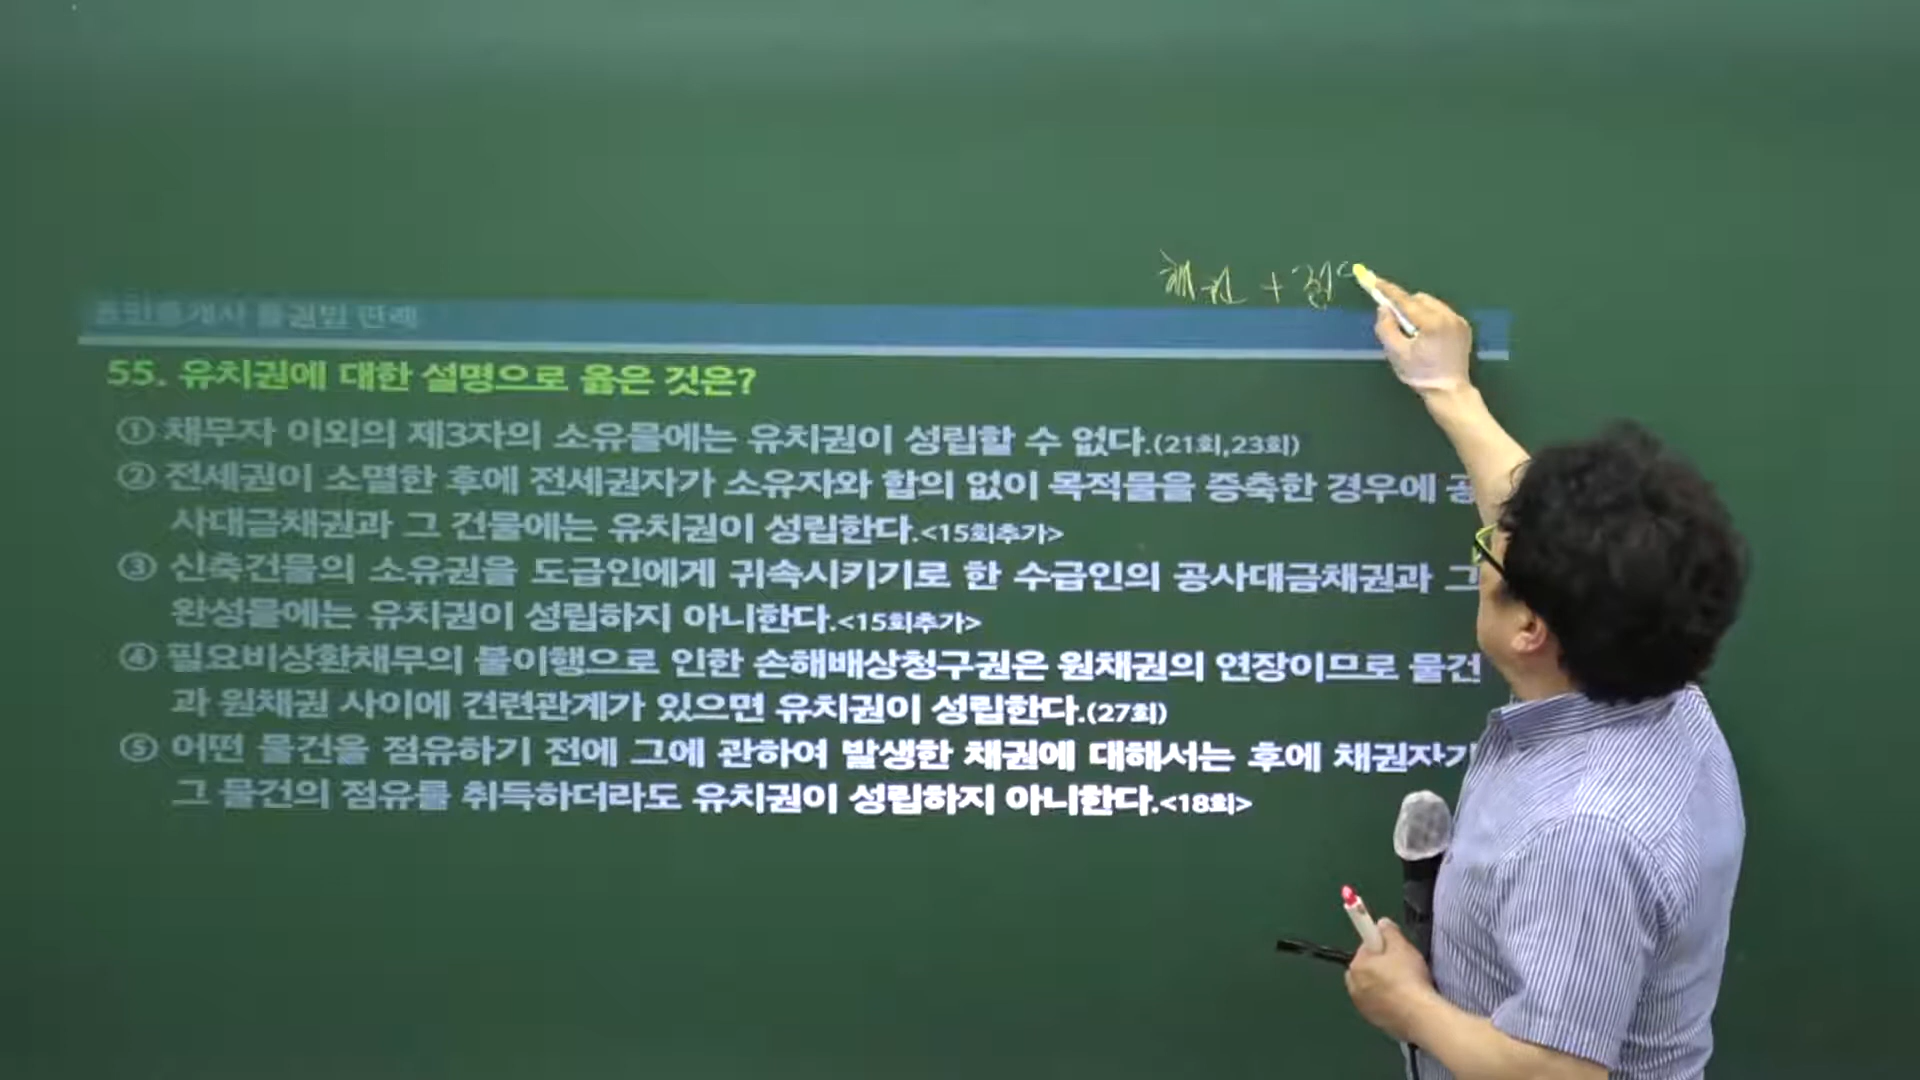 채권 + 점
공인중개사 물권법 판례
55. 유치권에 대한 설명으로 옳은 것은?
① 채무자 이외의 제3자의 소유물에는 유치권이 성립할 수 없다.(21회,23회)
② 전세권이 소멸한 후에 전세권자가 소유자와 합의 없이 목적물을 증축한 경우에 공
사대금채권과 그 건물에는 유치권이 성립한다.<15회추가>
③ 신축건물의 소유권을 도급인에게 귀속시키기로 한 수급인의 공사대금채권과 그
완성물에는 유치권이 성립하지 아니한다.<15회추가>
④ 필요비상환채무의 불이행으로 인한 손해배상청구권은 원채권의 연장이므로 물건
과 원채권 사이에 견련관계가 있으면 유치권이 성립한다.(27회)
⑤ 어떤 물건을 점유하기 전에 그에 관하여 발생한 채권에 대해서는 후에 채권자가
그 물건의 점유를 취득하더라도 유치권이 성립하지 아니한다.<18회>